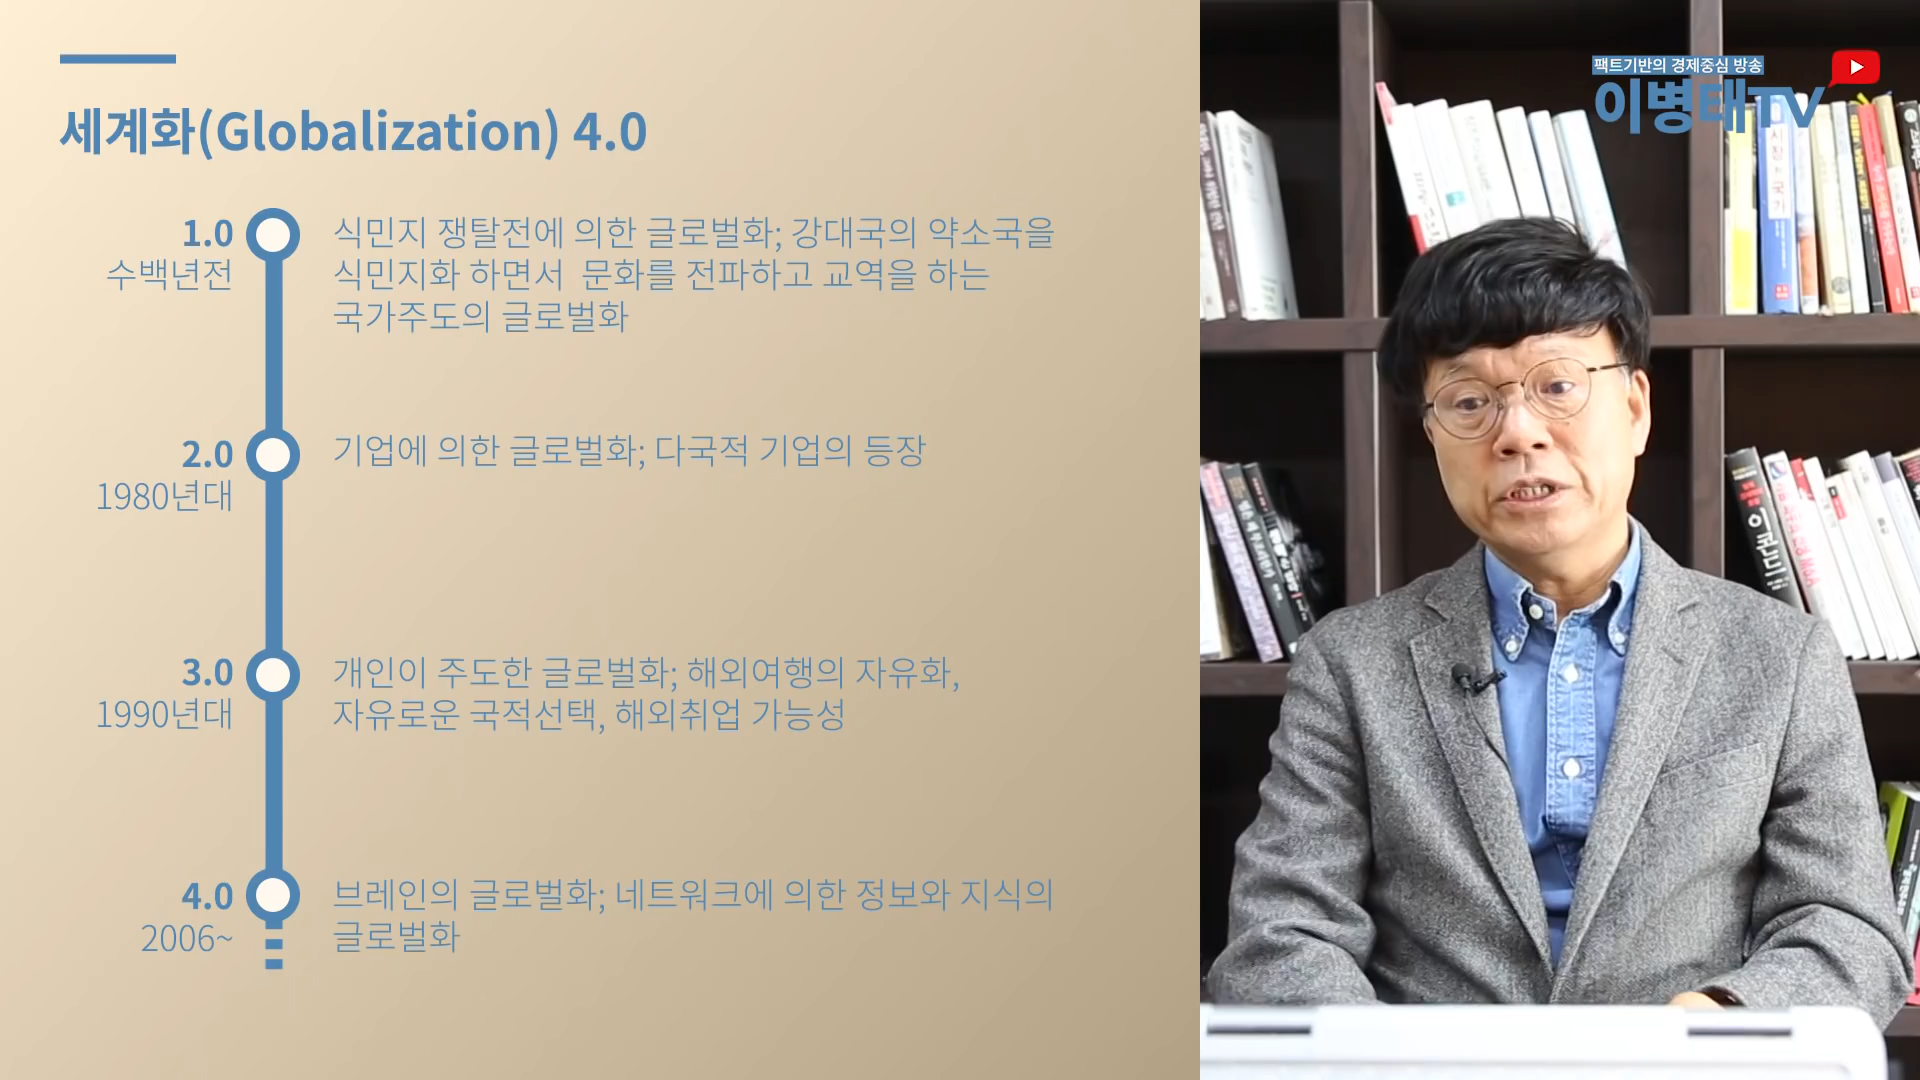 세계화(Globalization) 4.0
1.0
수백년전
식민지 쟁탈전에 의한 글로벌화; 강대국의 약소국을
식민지화 하면서 문화를 전파하고 교역을 하는
국가주도의 글로벌화
2.0
1980년대
기업에 의한 글로벌화; 다국적 기업의 등장
3.0
1990년대
개인이 주도한 글로벌화; 해외여행의 자유화,
자유로운 국적선택, 해외취업 가능성
4.0
2006~
브레인의 글로벌화; 네트워크에 의한 정보와 지식의
글로벌화
팩트기반의 경제중심 방송
이병태TV